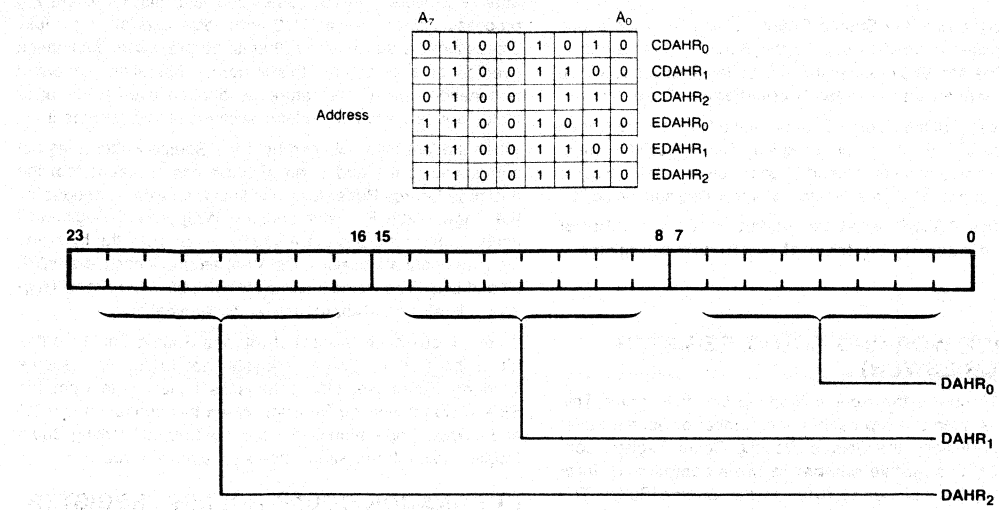 A₇ A₀
0 1 0 0 1 0 1 0 CDAHR₀
0 1 0 0 1 1 0 0 CDAHR₁
0 1 0 0 1 1 1 0 CDAHR₂
Address
1 1 0 0 1 0 1 0 EDAHR₀
1 1 0 0 1 1 0 0 EDAHR₁
1 1 0 0 1 1 1 0 EDAHR₂
23 16 15 8 7 0
DAHR₀
DAHR₁
DAHR₂